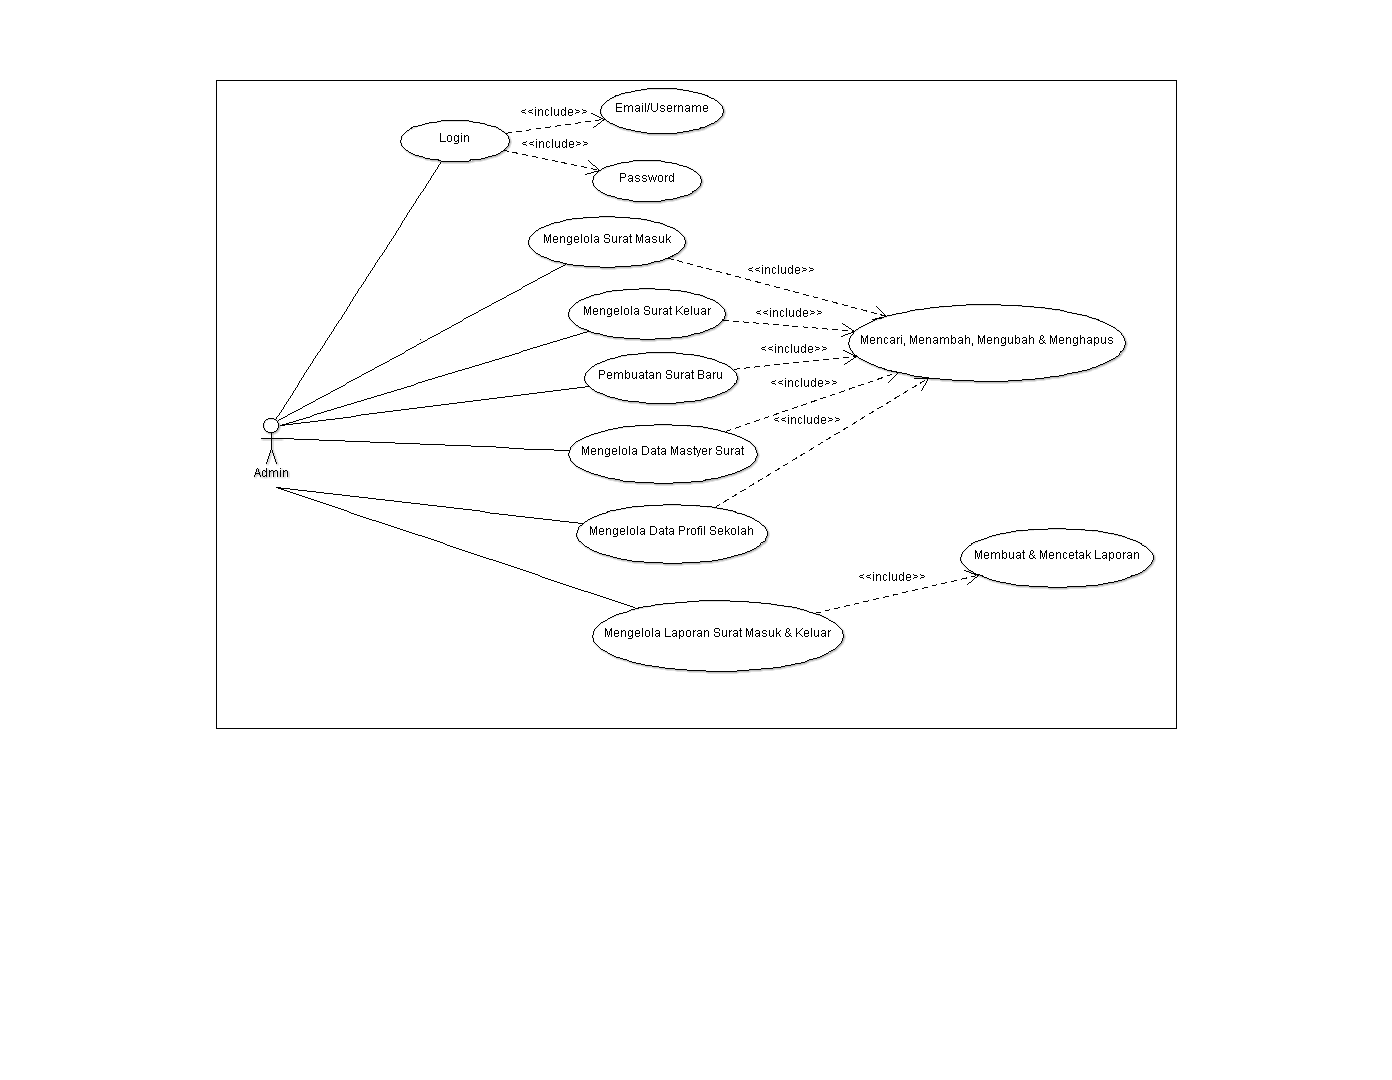 Email/Username
<<include>>
Login
<<include>>
Password
Mengelola Surat Masuk
<<include>>
Mengelola Surat Keluar
<<include>>
Mencari, Menambah, Mengubah & Menghapus
<<include>>
Pembuatan Surat Baru
<<include>>
<<include>>
Mengelola Data Mastyer Surat
Admin
Mengelola Data Profil Sekolah
Membuat & Mencetak Laporan
<<include>>
Mengelola Laporan Surat Masuk & Keluar